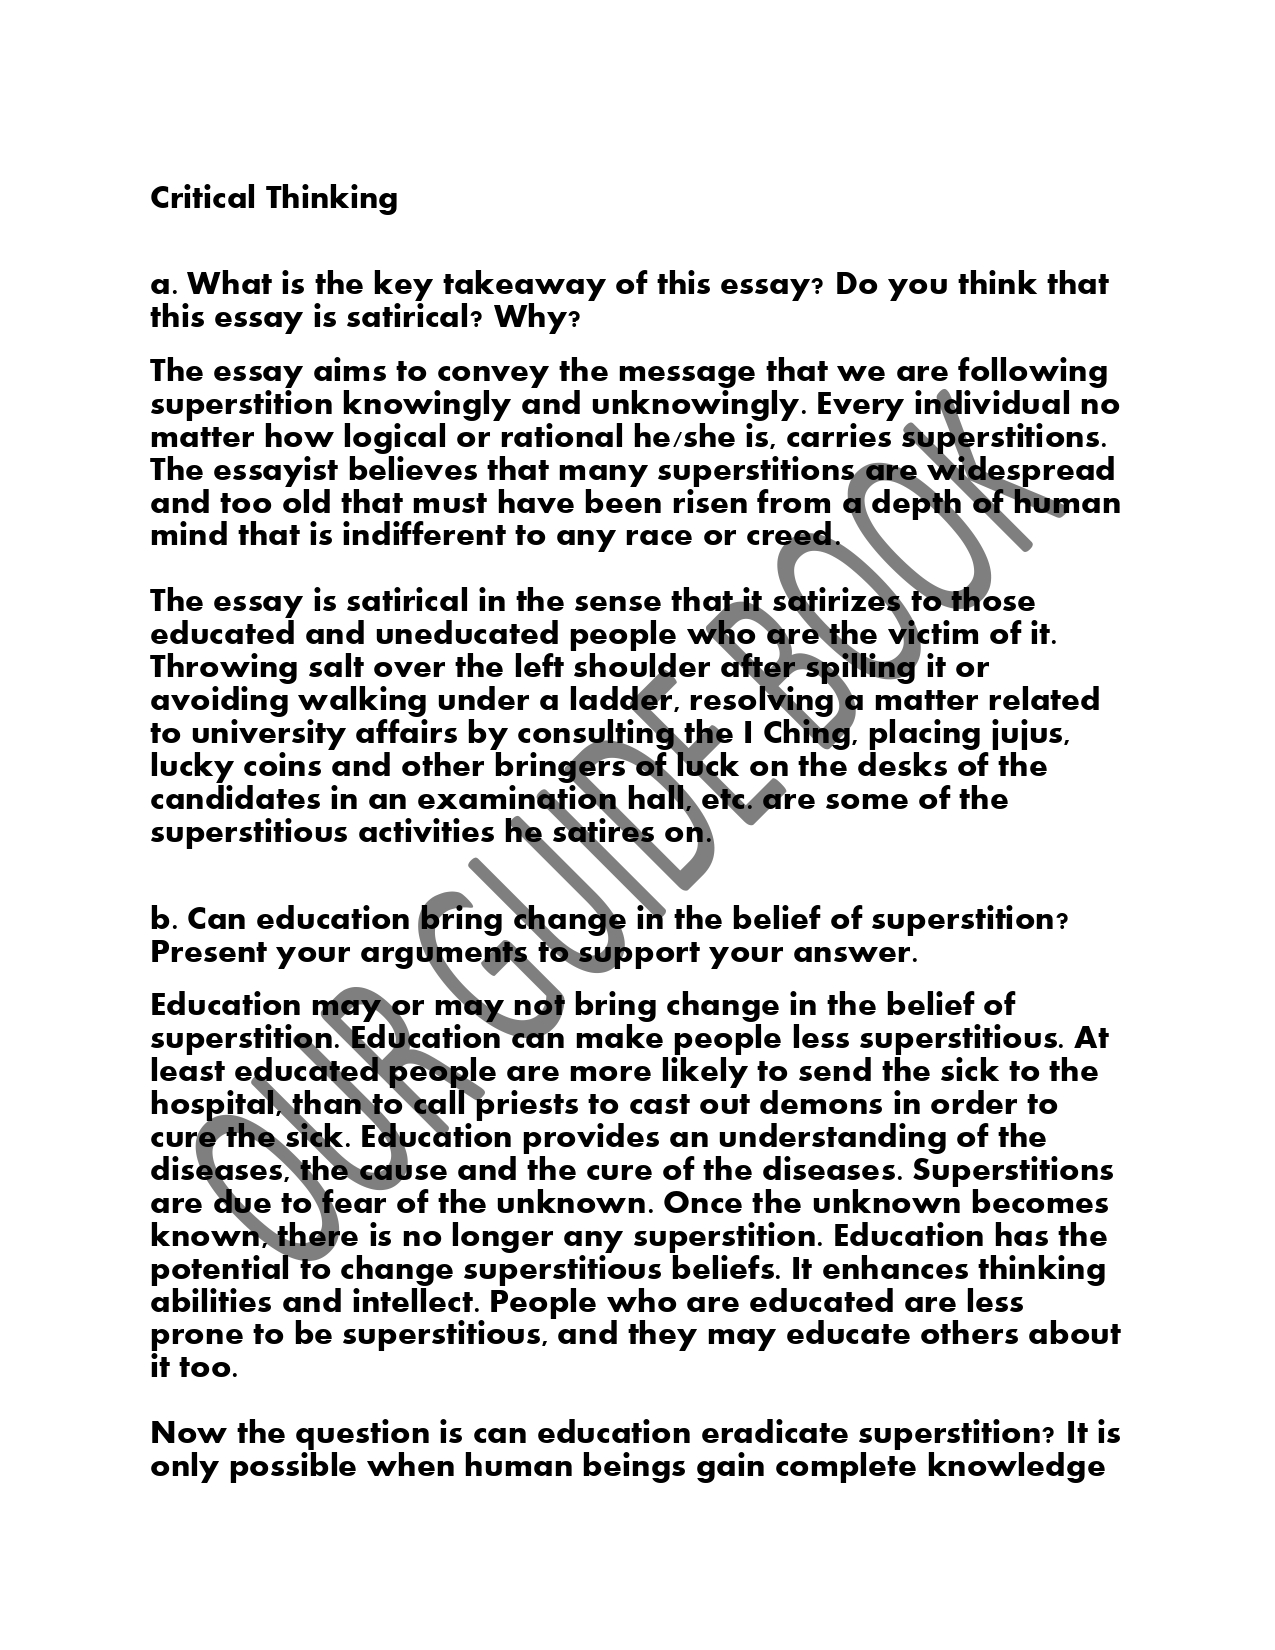 Critical Thinking
a. What is the key takeaway of this essay? Do you think that
this essay is satirical? Why?
The essay aims to convey the message that we are following
superstition knowingly and unknowingly. Every individual no
matter how logical or rational he/she is, carries superstitions.
The essayist believes that many superstitions are widespread
and too old that must have been risen from a depth of human
mind that is indifferent to any race or creed.
The essay is satirical in the sense that it satirizes to those
educated and uneducated people who are the victim of it.
Throwing salt over the left shoulder after spilling it or
avoiding walking under a ladder, resolving a matter related
to university affairs by consulting the I Ching, placing jujus,
lucky coins and other bringers of luck on the desks of the
candidates in an examination hall, etc. are some of the
superstitious activities he satires on.
b. Can education bring change in the belief of superstition?
Present your arguments to support your answer.
Education may or may not bring change in the belief of
superstition. Education can make people less superstitious. At
least educated people are more likely to send the sick to the
hospital, than to call priests to cast out demons in order to
cure the sick. Education provides an understanding of the
diseases, the cause and the cure of the diseases. Superstitions
are due to fear of the unknown. Once the unknown becomes
known, there is no longer any superstition. Education has the
potential to change superstitious beliefs. It enhances thinking
abilities and intellect. People who are educated are less
prone to be superstitious, and they may educate others about
it too.
Now the question is can education eradicate superstition? It is
only possible when human beings gain complete knowledge
OUR GUIDE BOOK